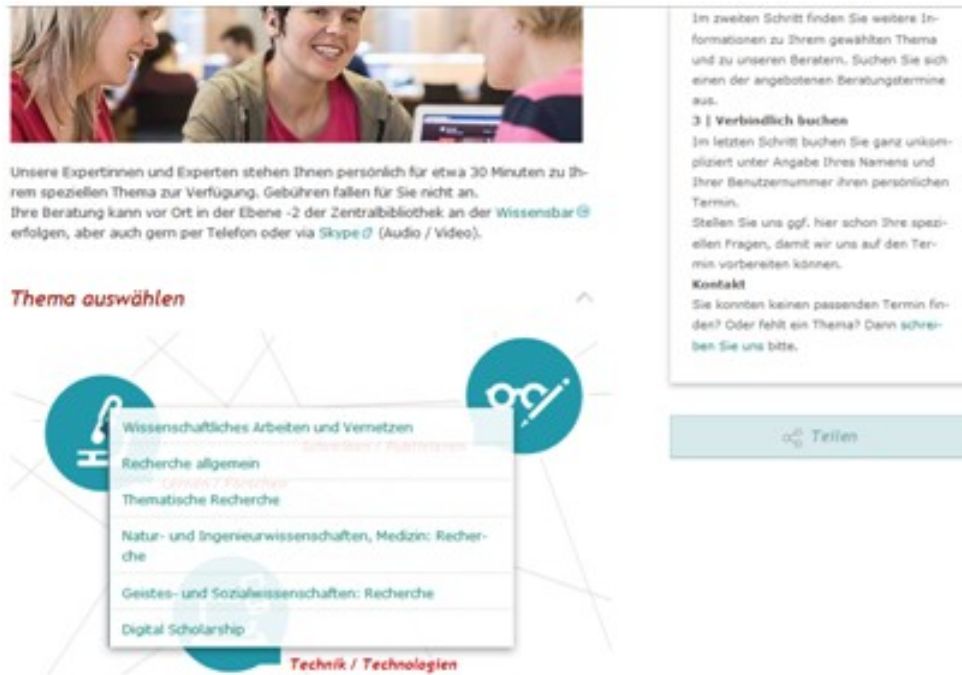 Unsere Expertinnen und Experten stehen Ihnen persönlich für etwa 30 Minuten zu Ih-
rem speziellen Thema zur Verfügung. Gebühren fallen für Sie nicht an.
Ihre Beratung kann vor Ort in der Ebene -2 der Zentralbibliothek an der Wissensbar
erfolgen, aber auch gern per Telefon oder via Skype (Audio / Video).
Thema auswählen
Schreiben / Publizieren
Lernen / Forschen
Wissenschaftliches Arbeiten und Vernetzen
Recherche allgemein
Thematische Recherche
Natur- und Ingenieurwissenschaften, Medizin: Recher-
che
Geistes- und Sozialwissenschaften: Recherche
Digital Scholarship
Technik / Technologien
Im zweiten Schritt finden Sie weitere In-
formationen zu Ihrem gewählten Thema
und zu unseren Beratern. Suchen Sie sich
einen der angebotenen Beratungstermine
aus.
3 | Verbindlich buchen
Im letzten Schritt buchen Sie ganz unkom-
pliziert unter Angabe Ihres Namens und
Ihrer Benutzernummer ihren persönlichen
Termin.
Stellen Sie uns ggf. hier schon Ihre spezi-
ellen Fragen, damit wir uns auf den Ter-
min vorbereiten können.
Kontakt
Sie konnten keinen passenden Termin fin-
den? Oder fehlt ein Thema? Dann schrei-
ben Sie uns bitte.
Teilen